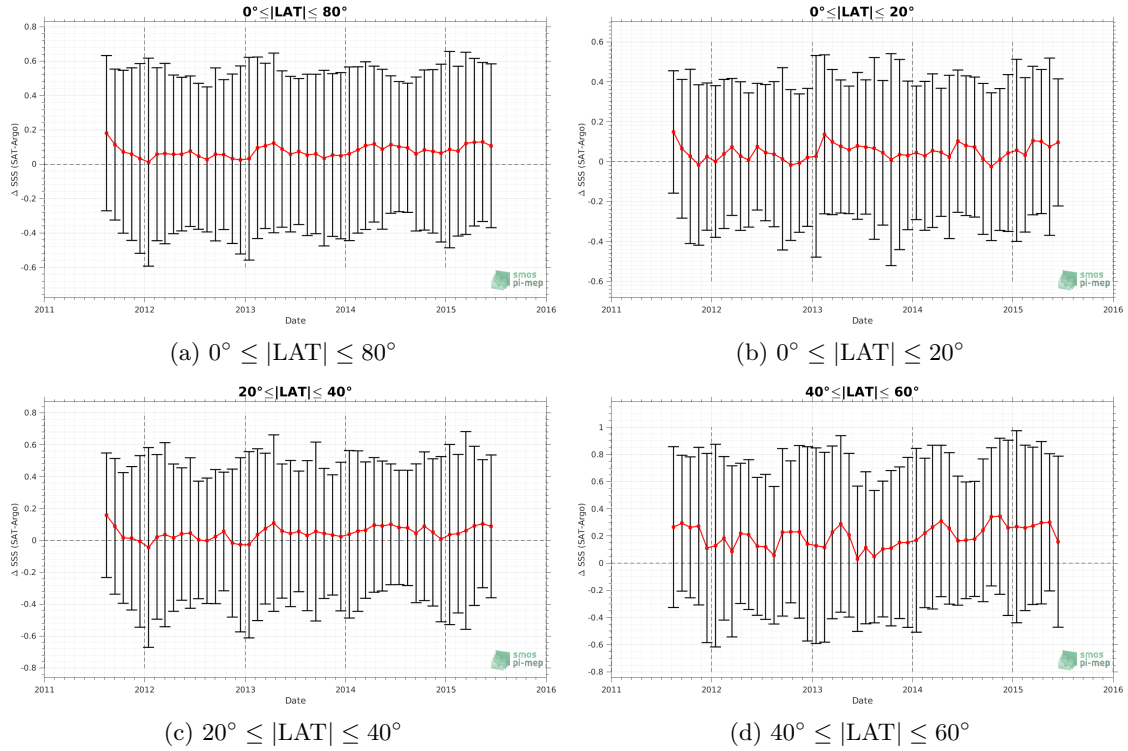 0°≤|LAT|≤ 80°
Δ SSS (SAT-Argo)
0.8
0.6
0.4
0.2
0
-0.2
-0.4
-0.6
smos
pi-mep
2011 2012 2013 2014 2015 2016
Date
(a) 0° ≤ |LAT| ≤ 80°
0°≤|LAT|≤ 20°
Δ SSS (SAT-Argo)
0.6
0.4
0.2
0
-0.2
-0.4
-0.6
smos
pi-mep
2011 2012 2013 2014 2015 2016
Date
(b) 0° ≤ |LAT| ≤ 20°
20°≤|LAT|≤ 40°
Δ SSS (SAT-Argo)
0.8
0.6
0.4
0.2
0
-0.2
-0.4
-0.6
-0.8
smos
pi-mep
2011 2012 2013 2014 2015 2016
Date
(c) 20° ≤ |LAT| ≤ 40°
40°≤|LAT|≤ 60°
Δ SSS (SAT-Argo)
1
0.8
0.6
0.4
0.2
0
-0.2
-0.4
-0.6
-0.8
smos
pi-mep
2011 2012 2013 2014 2015 2016
Date
(d) 40° ≤ |LAT| ≤ 60°